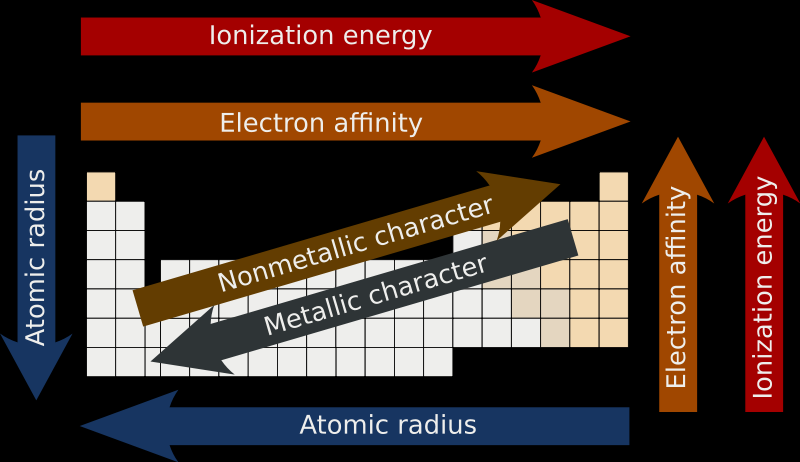 Ionization energy
Electron affinity
Atomic radius
Nonmetallic character
Metallic character
Electron affinity
Ionization energy
Atomic radius